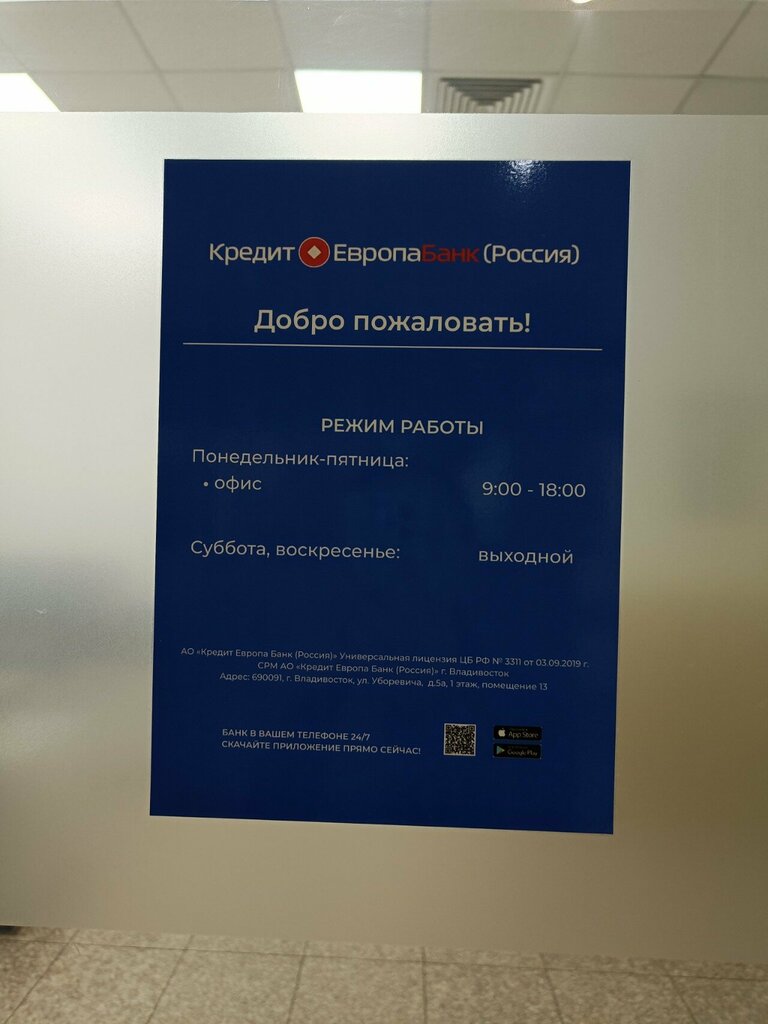 Кредит ЕвропаБанк (Россия)
Добро пожаловать!
РЕЖИМ РАБОТЫ
Понедельник-пятница:
• офис 9:00 - 18:00
Суббота, воскресенье: выходной
АО «Кредит Европа Банк (Россия)» Универсальная лицензия ЦБ РФ № 3311 от 03.09.2019 г.
СРМ АО «Кредит Европа Банк (Россия)» г. Владивосток
Адрес: 690091, г. Владивосток, ул. Уборевича, д.5а, 1 этаж, помещение 13
БАНК В ВАШЕМ ТЕЛЕФОНЕ 24/7
СКАЧАЙТЕ ПРИЛОЖЕНИЕ ПРЯМО СЕЙЧАС!
App Store
Google Play